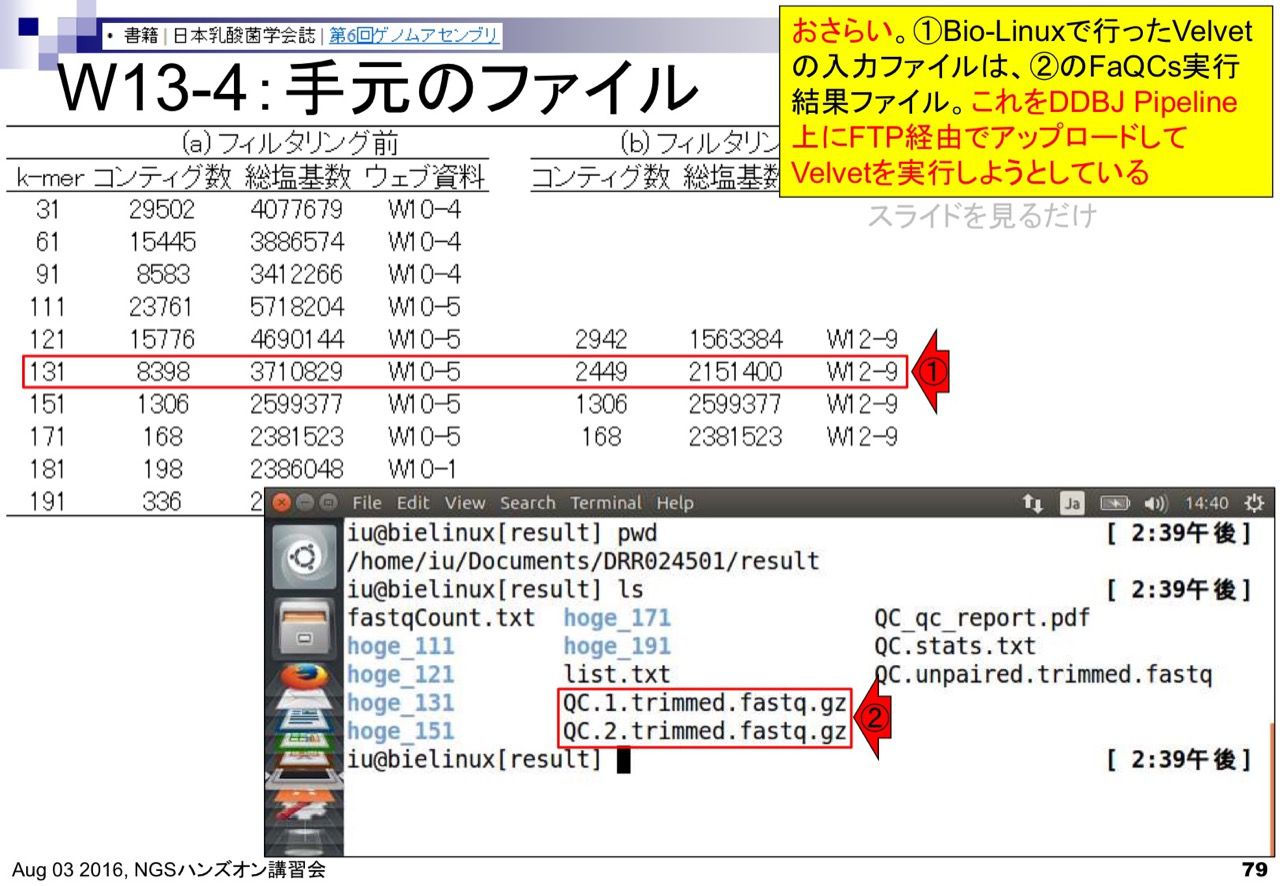 ・ 書籍 | 日本乳酸菌学会誌 | 第6回ゲノムアセンブリ
W13-4：手元のファイル
おさらい。①Bio-Linuxで行ったVelvet
の入力ファイルは、②のFaQCs実行
結果ファイル。これをDDBJ Pipeline
上にFTP経由でアップロードして
Velvetを実行しようとしている
スライドを見るだけ
(a)フィルタリング前 (b)フィルタリン
k-mer コンティグ数 総塩基数 ウェブ資料 コンティグ数 総塩基数
31 29502 4077679 W10-4
61 15445 3886574 W10-4
91 8583 3412266 W10-4
111 23761 5718204 W10-5
121 15776 4690144 W10-5 2942 1563384 W12-9
131 8398 3710829 W10-5 2449 2151400 W12-9 ①
151 1306 2599377 W10-5 1306 2599377 W12-9
171 168 2381523 W10-5 168 2381523 W12-9
181 198 2386048 W10-1
191 336 2
File Edit View Search Terminal Help Ja 14:40
iu@bielinux[result] pwd [ 2:39午後]
/home/iu/Documents/DRR024501/result
iu@bielinux[result] ls [ 2:39午後]
fastqCount.txt hoge_171 QC_qc_report.pdf
hoge_111 hoge_191 QC.stats.txt
hoge_121 list.txt QC.unpaired.trimmed.fastq
hoge_131 QC.1.trimmed.fastq.gz ②
hoge_151 QC.2.trimmed.fastq.gz
iu@bielinux[result] [ 2:39午後]
Aug 03 2016, NGSハンズオン講習会
79